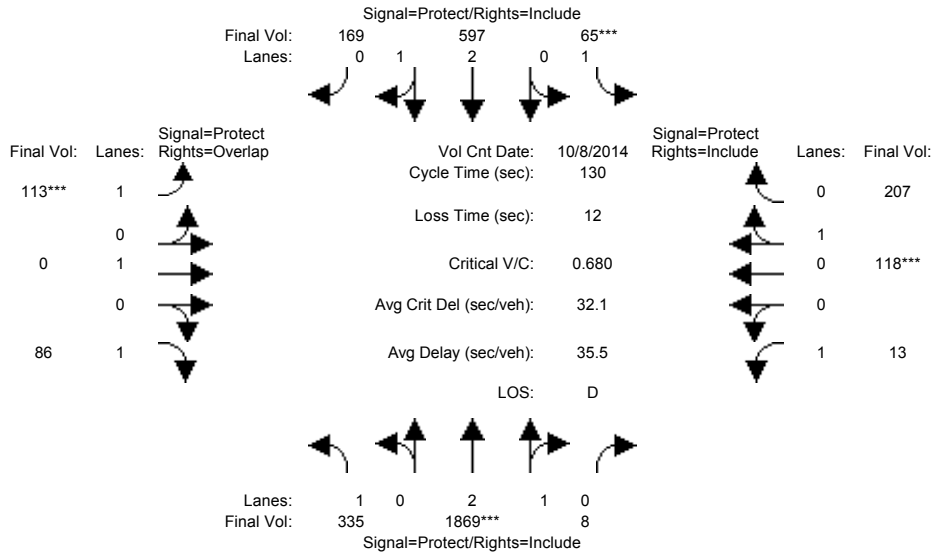 Signal=Protect/Rights=Include
Final Vol: 169 597 65***
Lanes: 0 1 2 0 1
Signal=Protect Signal=Protect
Final Vol: Lanes: Rights=Overlap Vol Cnt Date: 10/8/2014 Rights=Include Lanes: Final Vol:
Cycle Time (sec): 130
113*** 1 0 207
Loss Time (sec): 12
0 1
0 1 Critical V/C: 0.680 0 118***
0 Avg Crit Del (sec/veh): 32.1 0
86 1 Avg Delay (sec/veh): 35.5 1 13
LOS: D
Lanes: 1 0 2 1 0
Final Vol: 335 1869*** 8
Signal=Protect/Rights=Include